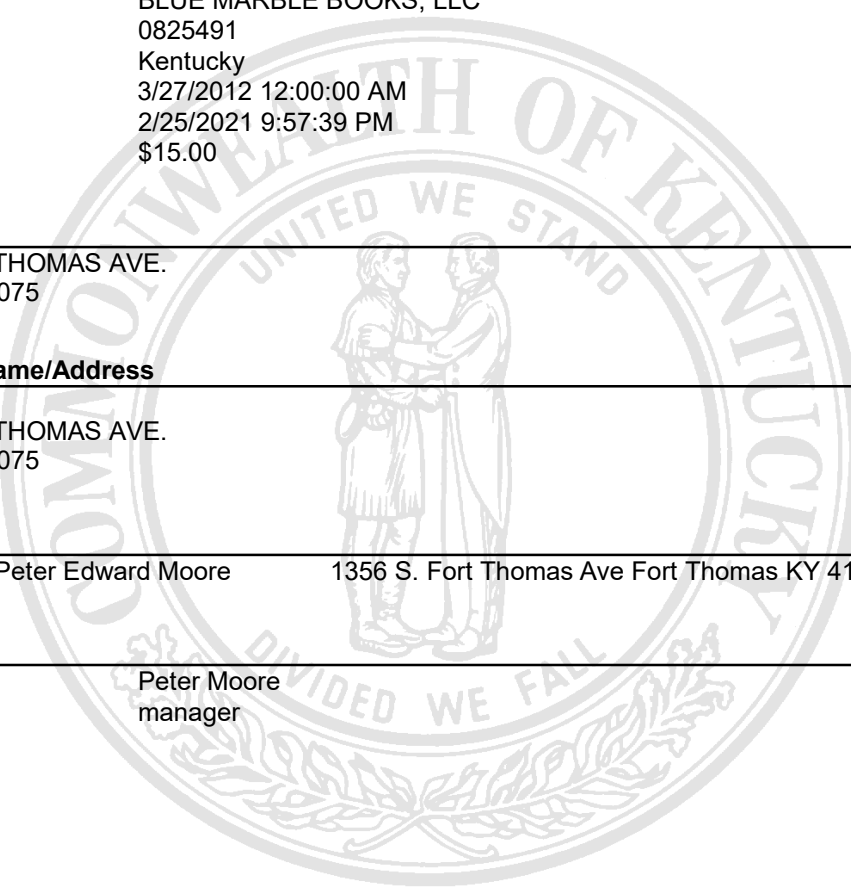 BLUE MARBLE BOOKS, LLC
0825491
Kentucky
3/27/2012 12:00:00 AM
2/25/2021 9:57:39 PM
$15.00
THOMAS AVE.
075
ame/Address
THOMAS AVE.
075
Peter Edward Moore 1356 S. Fort Thomas Ave Fort Thomas KY 41
Peter Moore
manager
COMMONWEALTH OF KENTUCKY
UNITED WE STAND
DIVIDED WE FALL